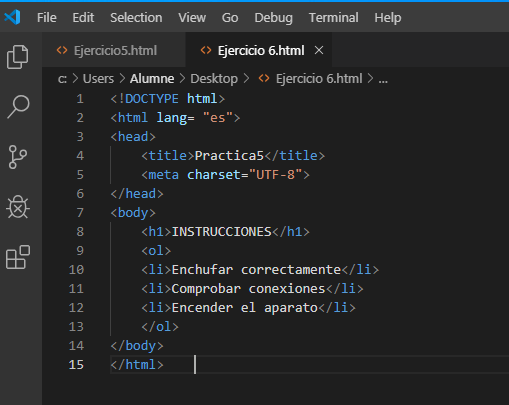 File Edit Selection View Go Debug Terminal Help
Ejercicio5.html Ejercicio 6.html ×
C: > Users > Alumne > Desktop > <> Ejercicio 6.html > ...
1 <!DOCTYPE html>
2 <html lang= "es">
3 <head>
4 <title>Practica5</title>
5 <meta charset="UTF-8">
6 </head>
7 <body>
8 <h1>INSTRUCCIONE5</h1>
9 <ol>
10 <li>Enchufar correctamente</li>
11 <li>Comprobar conexiones</li>
12 <li>Encender el aparato</li>
13 </ol>
14 </body>
15 </html>